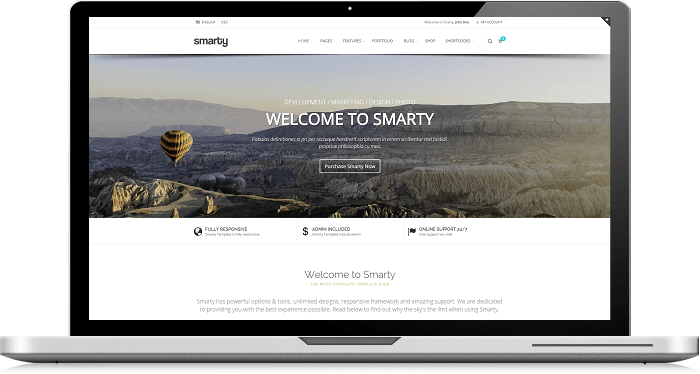 ENGLISH USD Welcome to Smarty, John Doe MY ACCOUNT
smarty HOME PAGES FEATURES PORTFOLIO BLOG SHOP SHORTCODES
DEVELOPMENT / MARKETING / DESIGN / PHOTO
WELCOME TO SMARTY
Fabulas definitiones ei pri per recteque hendrerit scriptorem in errem scribentur mel fastidii
propriae philosophia cu mea.
Purchase Smarty Now
FULLY RESPONSIVE
Smarty Template is fully responsive
$ ADMIN INCLUDED
Smarty Template include admin
ONLINE SUPPORT 24/7
Free support via mail
Welcome to Smarty
THE MOST COMPLETE TEMPLATE EVER
Smarty has powerful options & tools, unlimited designs, responsive framework and amazing support. We are dedicated
to providing you with the best experience possible. Read below to find out why the sky's the limit when using Smarty.